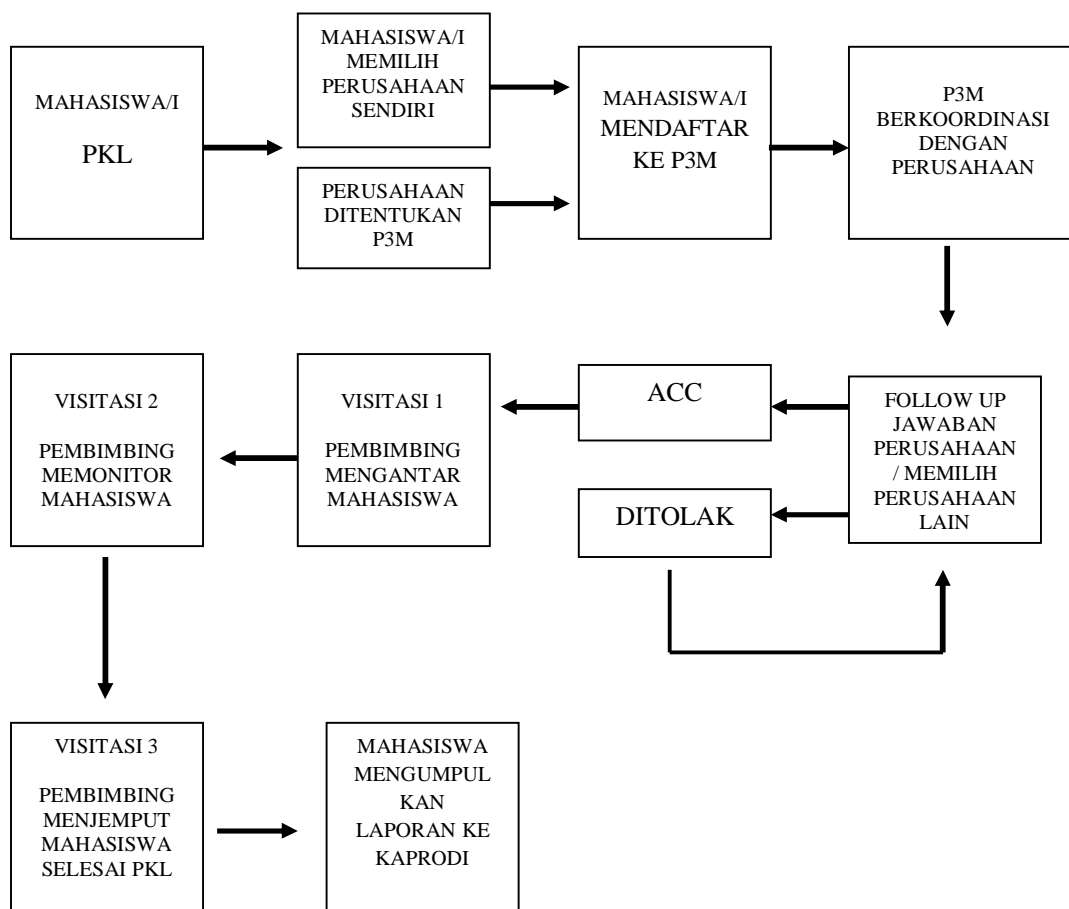 MAHASISWA/I
PKL
MAHASISWA/I
MEMILIH
PERUSAHAAN
SENDIRI
PERUSAHAAN
DITENTUKAN
P3M
MAHASISWA/I
MENDAFTAR
KE P3M
P3M
BERKOORDINASI
DENGAN
PERUSAHAAN
FOLLOW UP
JAWABAN
PERUSAHAAN
/ MEMILIH
PERUSAHAAN
LAIN
ACC
DITOLAK
VISITASI 1
PEMBIMBING
MENGANTAR
MAHASISWA
VISITASI 2
PEMBIMBING
MEMONITOR
MAHASISWA
VISITASI 3
PEMBIMBING
MENJEMPUT
MAHASISWA
SELESAI PKL
MAHASISWA
MENGUMPUL
KAN
LAPORAN KE
KAPRODI